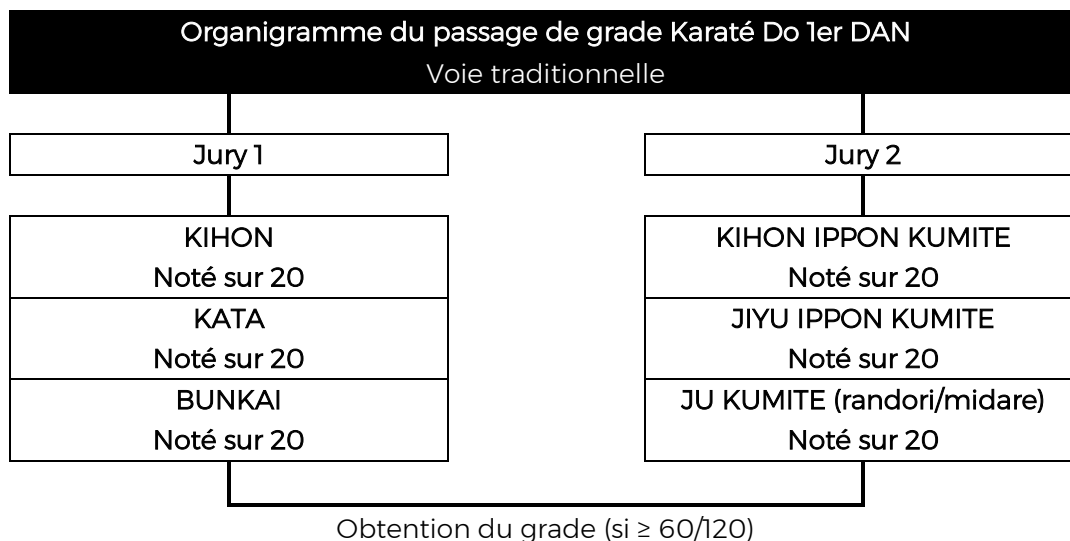 Organigramme du passage de grade Karaté Do 1er DAN
Voie traditionnelle
Jury 1
KIHON
Noté sur 20
KATA
Noté sur 20
BUNKAI
Noté sur 20
Jury 2
KIHON IPPON KUMITE
Noté sur 20
JIYU IPPON KUMITE
Noté sur 20
JU KUMITE (randori/midare)
Noté sur 20
Obtention du grade (si ≥ 60/120)